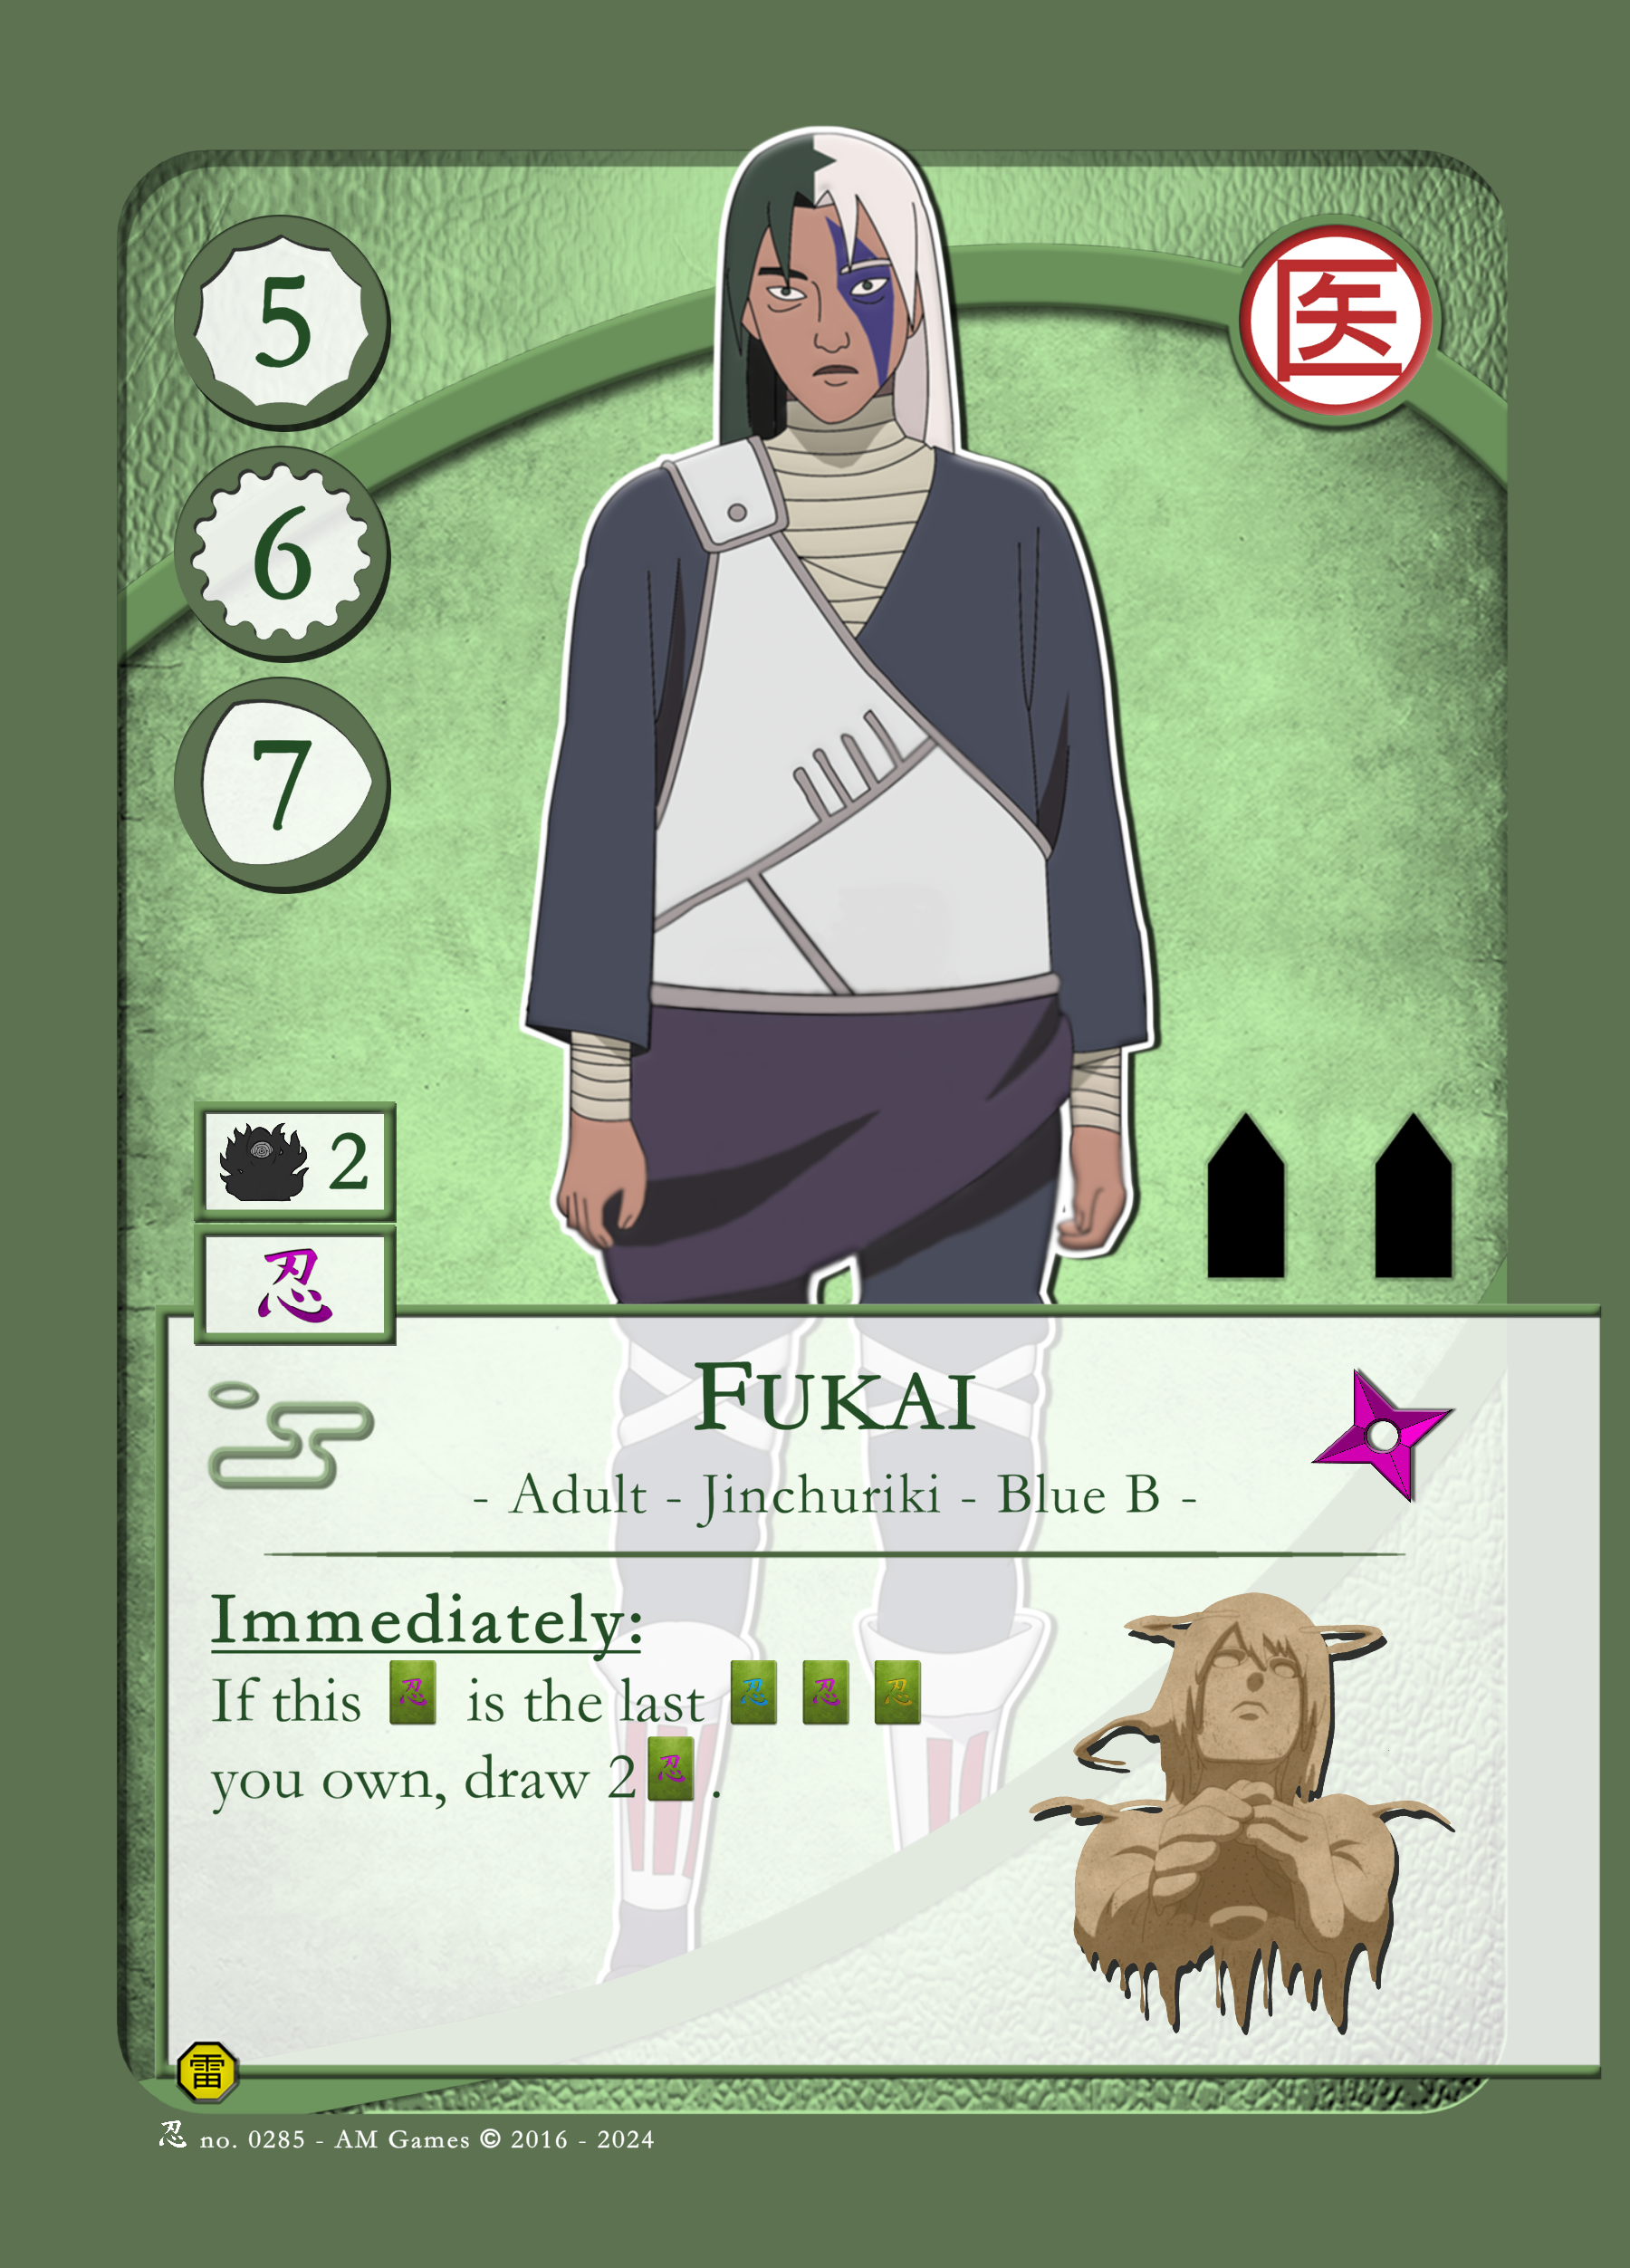 5
医
6
7
2
忍
Fukai
- Adult - Jinchuriki - Blue B -
Immediately:
If this 忍 is the last 忍 忍 忍
you own, draw 2 忍 .
雷
忍 no. 0285 - AM Games © 2016 - 2024